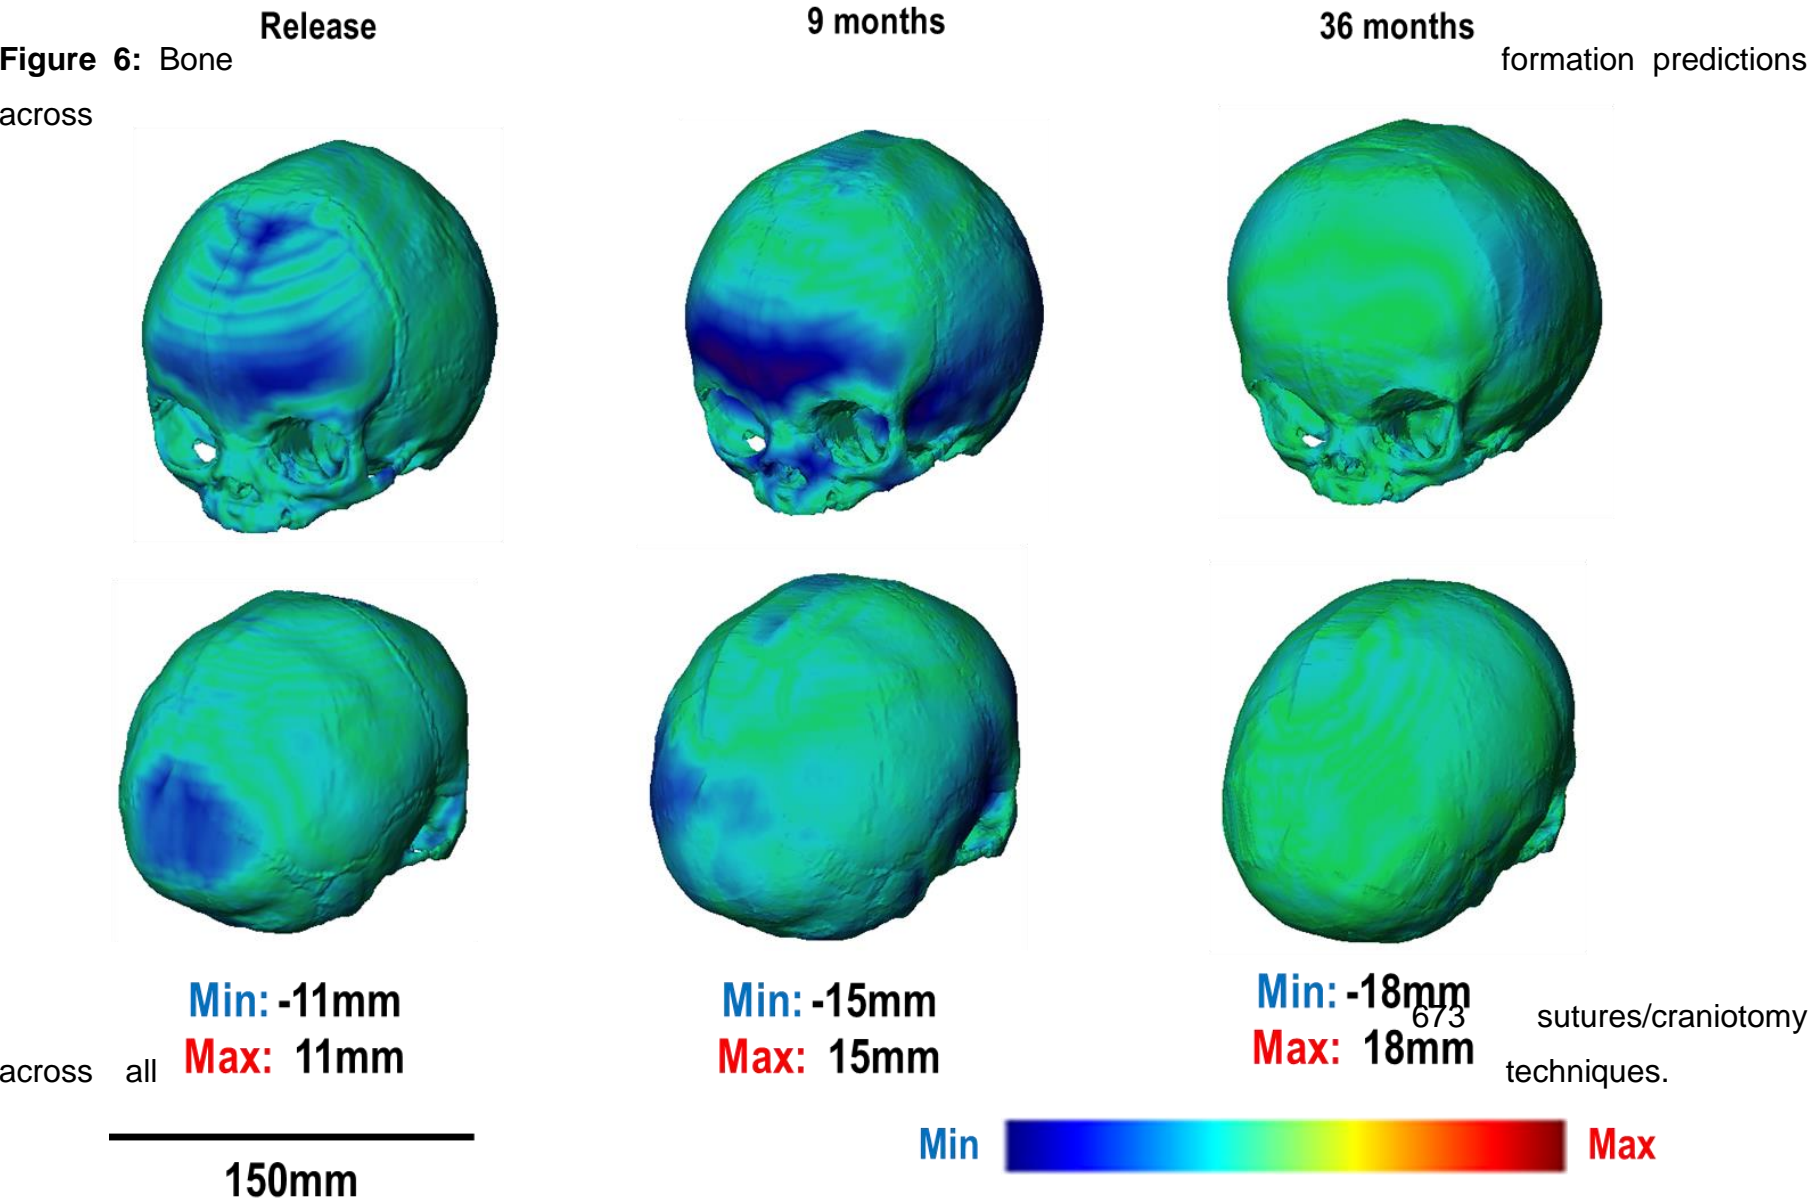 Release 9 months 36 months
Figure 6: Bone formation predictions
across
Min: -11mm Min: -15mm Min: -18mm
673 sutures/craniotomy
across all Max: 11mm Max: 15mm Max: 18mm techniques.
Min Max
150mm